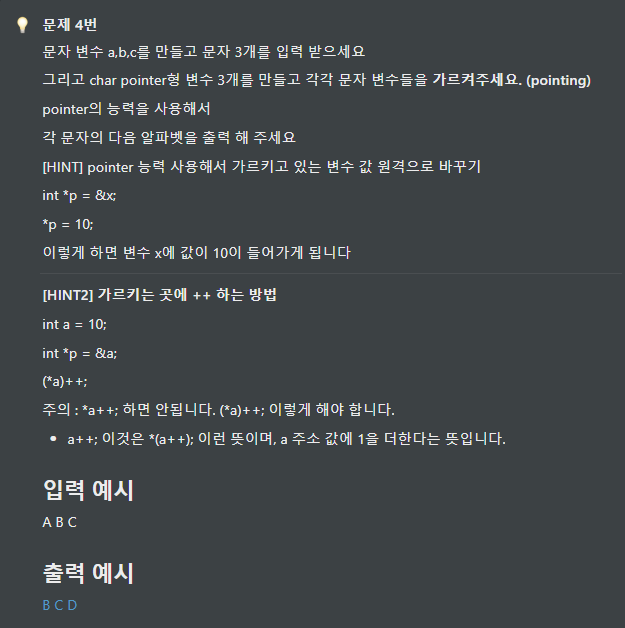 문제 4번
문자 변수 a,b,c를 만들고 문자 3개를 입력 받으세요
그리고 char pointer형 변수 3개를 만들고 각각 문자 변수들을 가르켜주세요. (pointing)
pointer의 능력을 사용해서
각 문자의 다음 알파벳을 출력 해 주세요
[HINT] pointer 능력 사용해서 가르키고 있는 변수 값 원격으로 바꾸기
int *p = &x;
*p = 10;
이렇게 하면 변수 x에 값이 10이 들어가게 됩니다
[HINT2] 가르키는 곳에 ++ 하는 방법
int a = 10;
int *p = &a;
(*a)++;
주의 : *a++; 하면 안됩니다. (*a)++; 이렇게 해야 합니다.
• a++; 이것은 *(a++); 이런 뜻이며, a 주소 값에 1을 더한다는 뜻입니다.
입력 예시
A B C
출력 예시
B C D